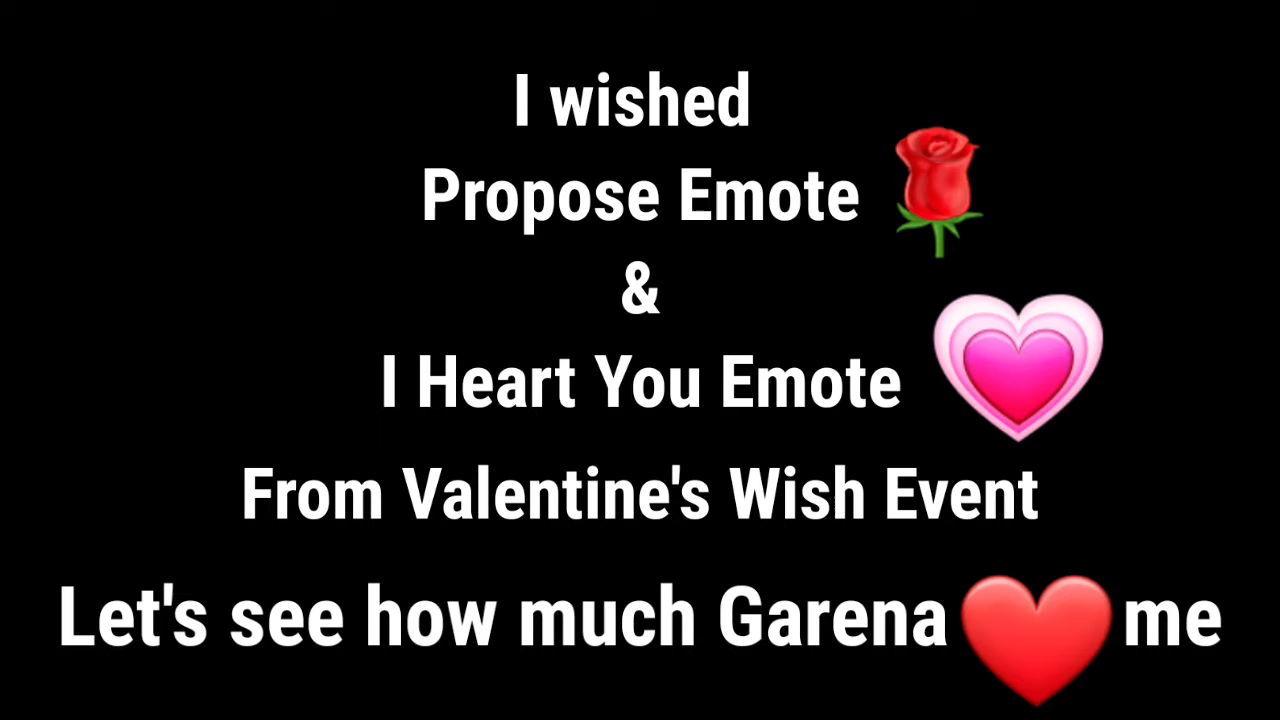 I wished
Propose Emote 🌹
&
I Heart You Emote 💗
From Valentine's Wish Event
Let's see how much Garena ❤️ me